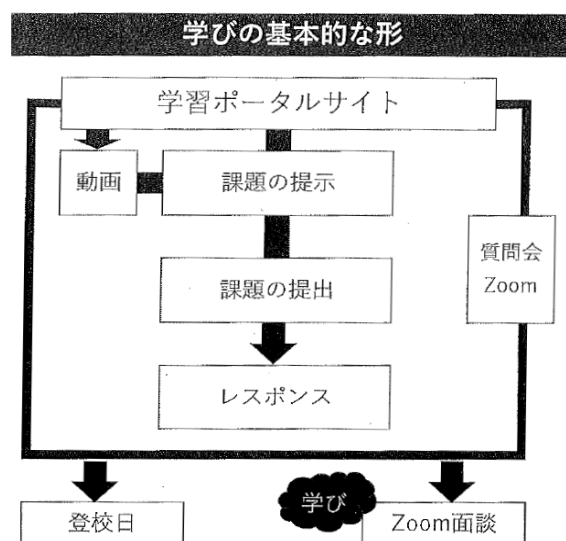 学びの基本的な形
学習ポータルサイト
動画
課題の提示
質問会
Zoom
課題の提出
レスポンス
学び
登校日
Zoom面談